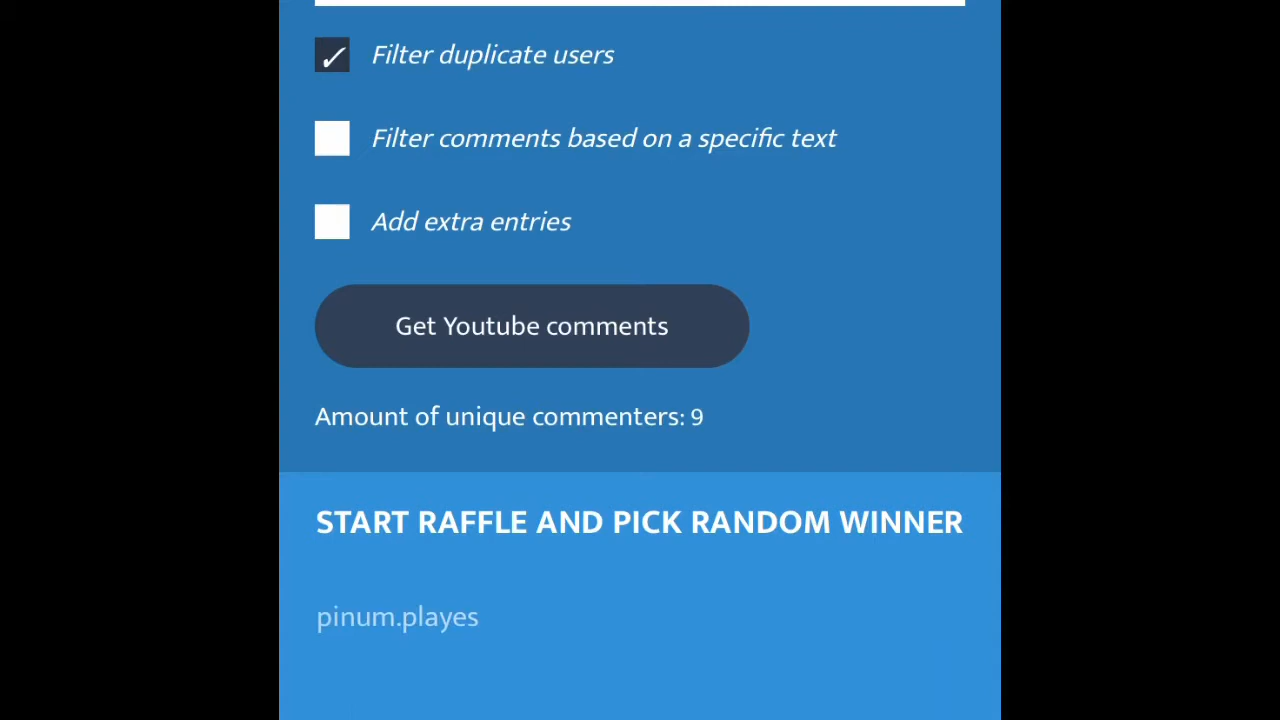 Filter duplicate users
Filter comments based on a specific text
Add extra entries
Get Youtube comments
Amount of unique commenters: 9
START RAFFLE AND PICK RANDOM WINNER
pinum.playes